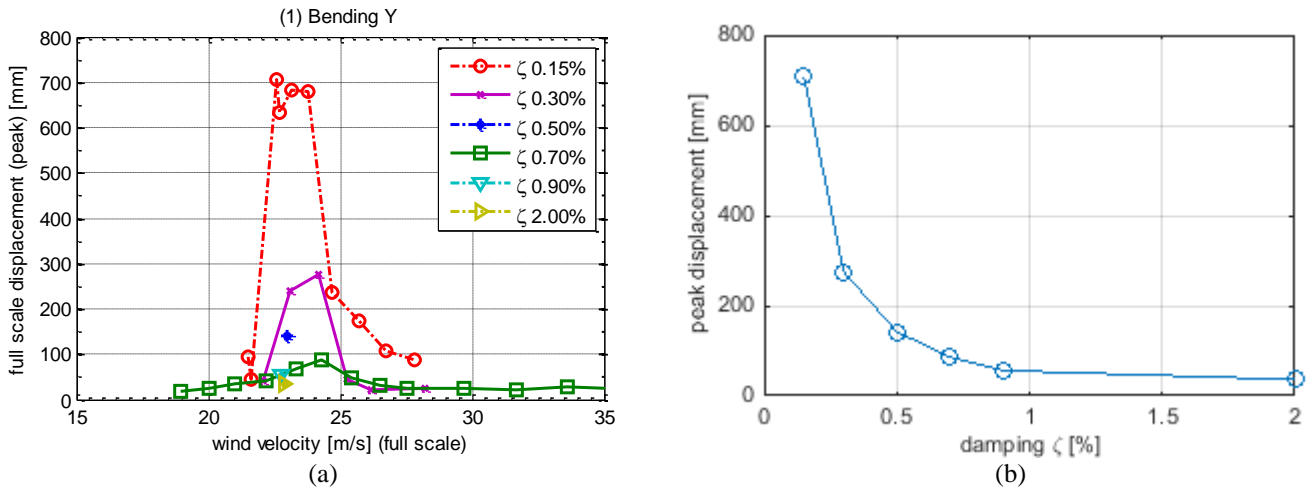 (1) Bending Y
800
700
600
500
400
300
200
100
0
full scale displacement (peak) [mm]
ζ 0.15%
ζ 0.30%
ζ 0.50%
ζ 0.70%
ζ 0.90%
ζ 2.00%
15 20 25 30 35
wind velocity [m/s] (full scale)
(a)
800
600
400
200
0
peak displacement [mm]
0 0.5 1 1.5 2
damping ζ [%]
(b)